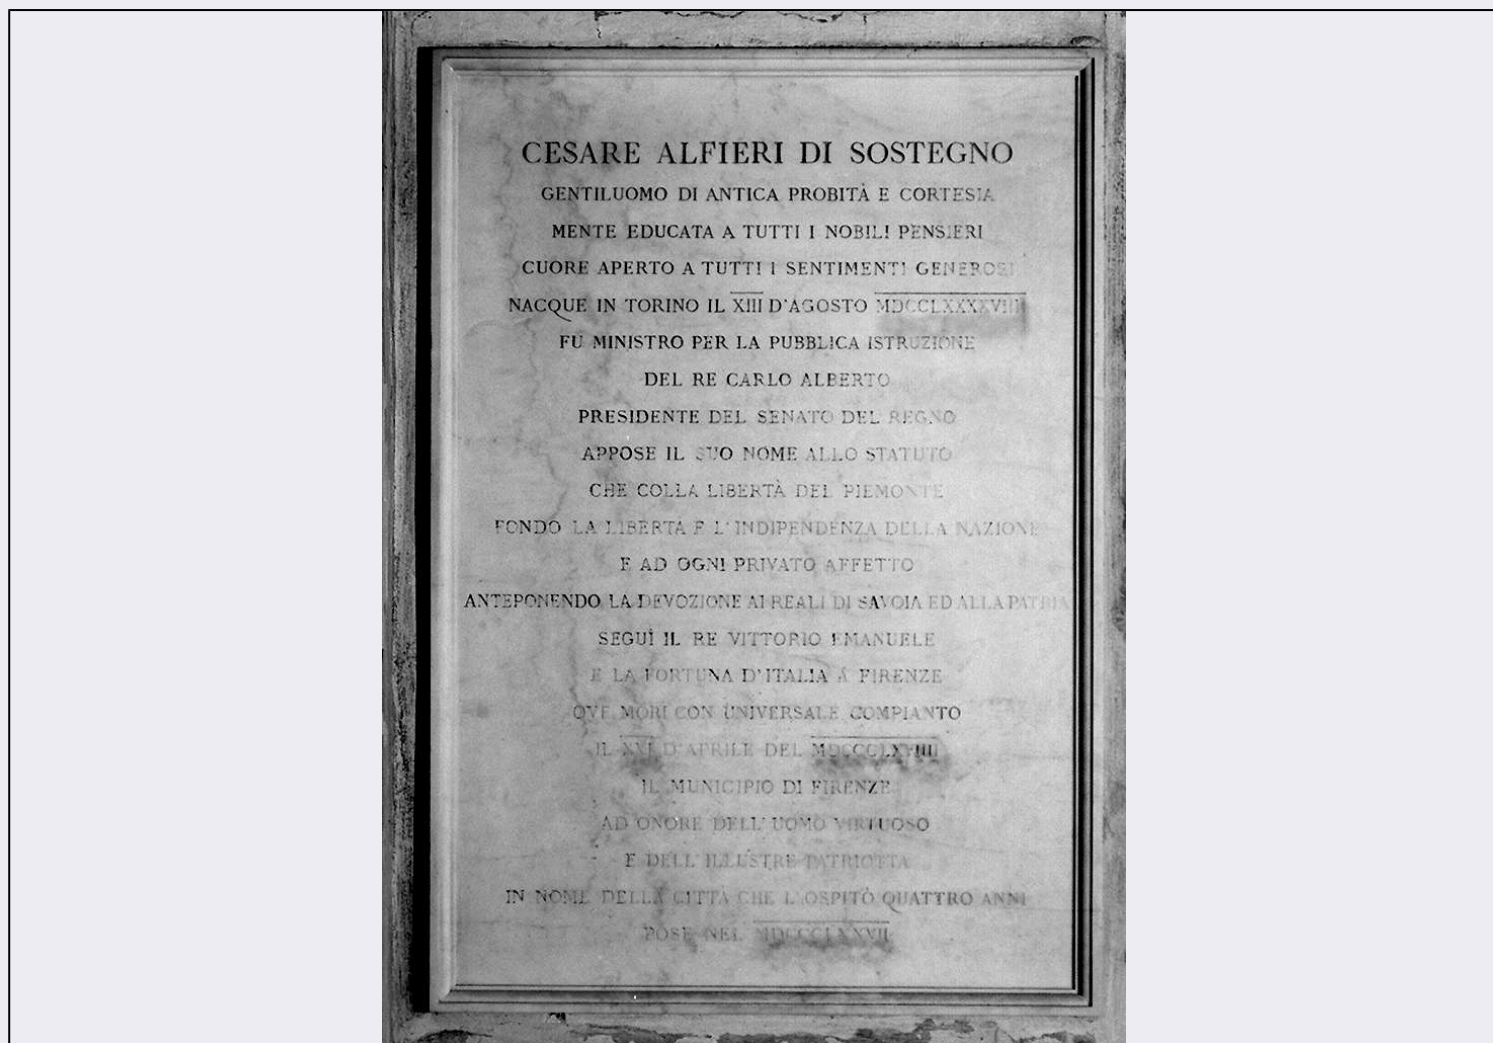 CESARE ALFIERI DI SOSTEGNO
GENTILUOMO DI ANTICA PROBITÀ E CORTESIA
MENTE EDUCATA A TUTTI I NOBILI PENSIERI
CUORE APERTO A TUTTI I SENTIMENTI GENEROSI
NACQUE IN TORINO IL XIII D'AGOSTO MDCCLXXXXVIIII
FU MINISTRO PER LA PUBBLICA ISTRUZIONE
DEL RE CARLO ALBERTO
PRESIDENTE DEL SENATO DEL REGNO
APPOSE IL SUO NOME ALLO STATUTO
CHE COLLA LIBERTÀ DEL PIEMONTE
FONDO LA LIBERTA E L'INDIPENDENZA DELLA NAZIONE
E AD OGNI PRIVATO AFFETTO
ANTEPONENDO LA DEVOZIONE AI REALI DI SAVOIA ED ALLA PATRIA
SEGUÌ IL RE VITTORIO EMANUELE
E LA FORTUNA D'ITALIA A FIRENZE
OVE MORÌ CON UNIVERSALE COMPIANTO
IL XVI D'APRILE DEL MDCCCLXVIIII
IL MUNICIPIO DI FIRENZE
AD ONORE DELL'UOMO VIRTUOSO
E DELL'ILLUSTRE PATRIOTTA
IN NOME DELLA CITTÀ CHE L'OSPITÒ QUATTRO ANNI
POSE NEL MDCCCLXXVII